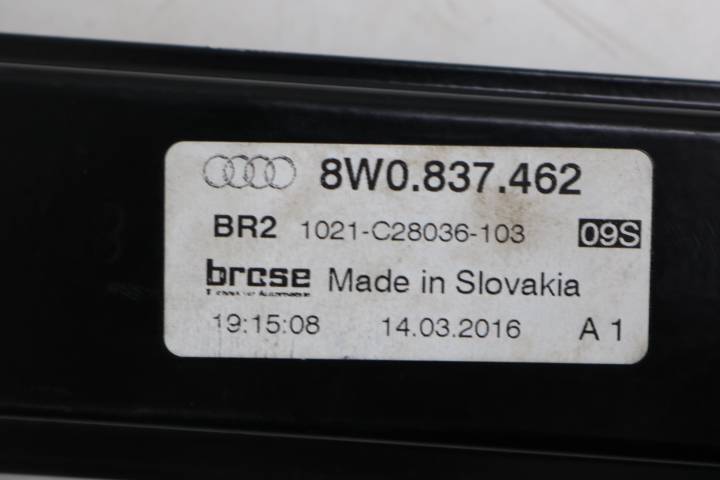 8W0.837.462
BR2 1021-C28036-103 09S
brose Made in Slovakia
19:15:08 14.03.2016 A 1